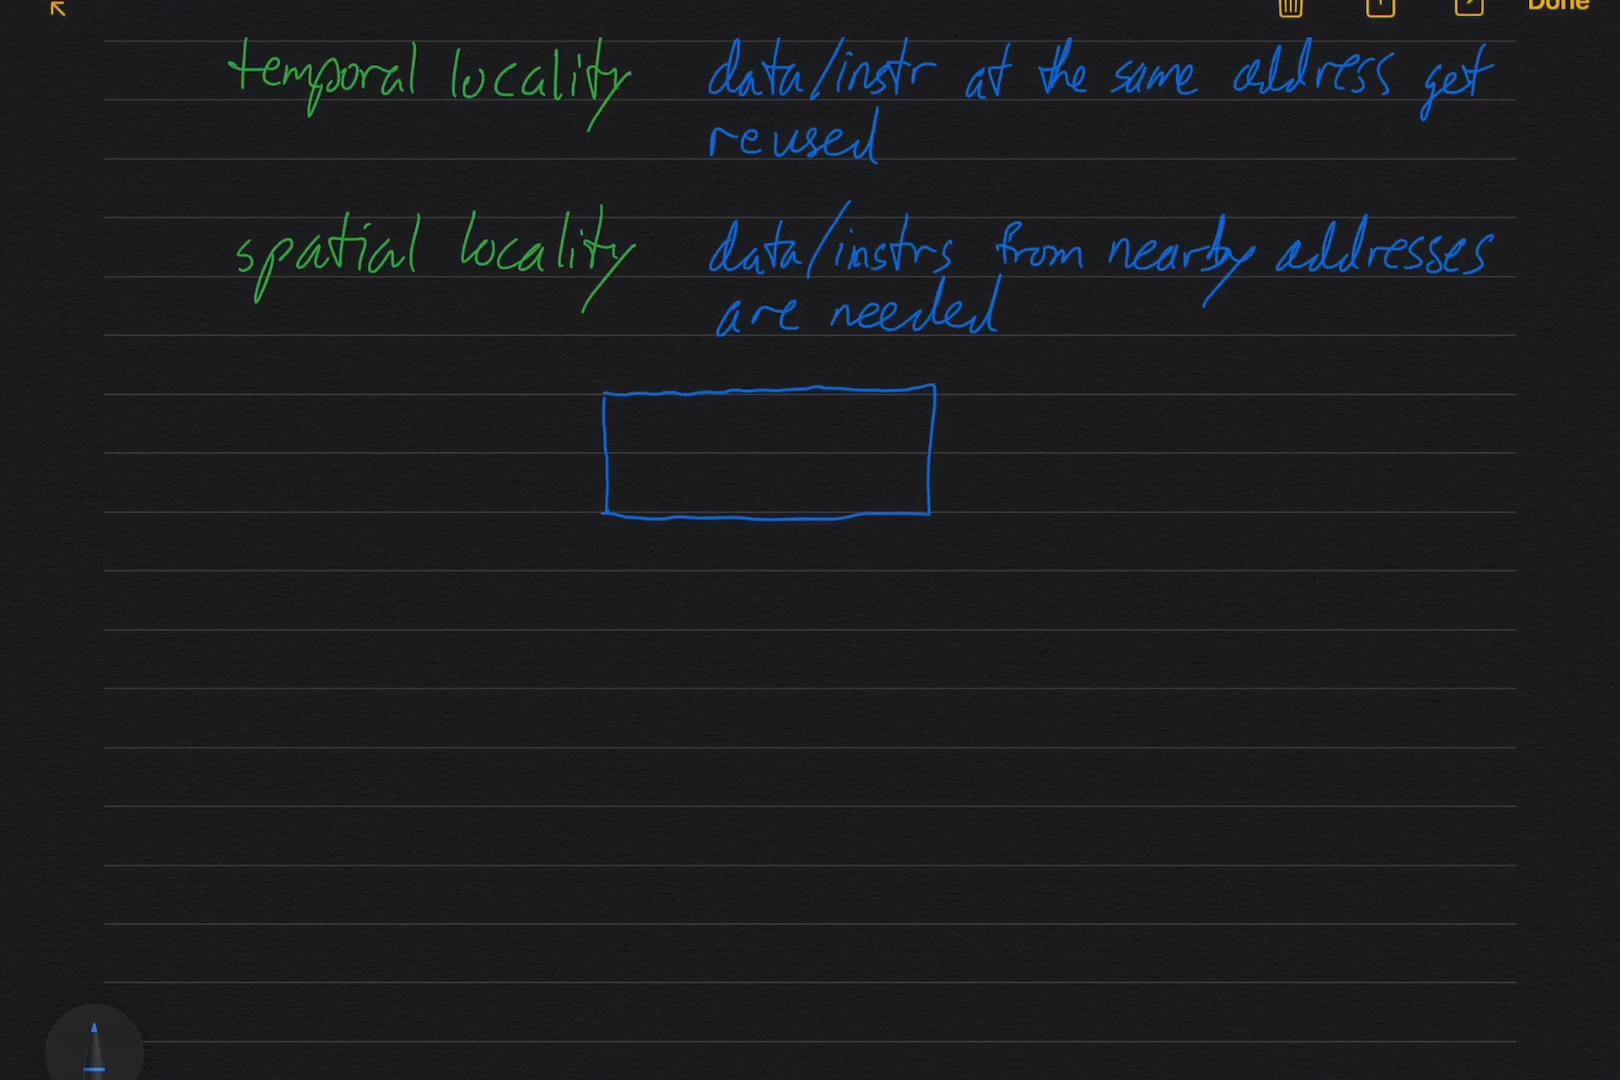 Done
temporal locality data/instr at the same address get
reused
spatial locality data/instrs from nearby addresses
are needed